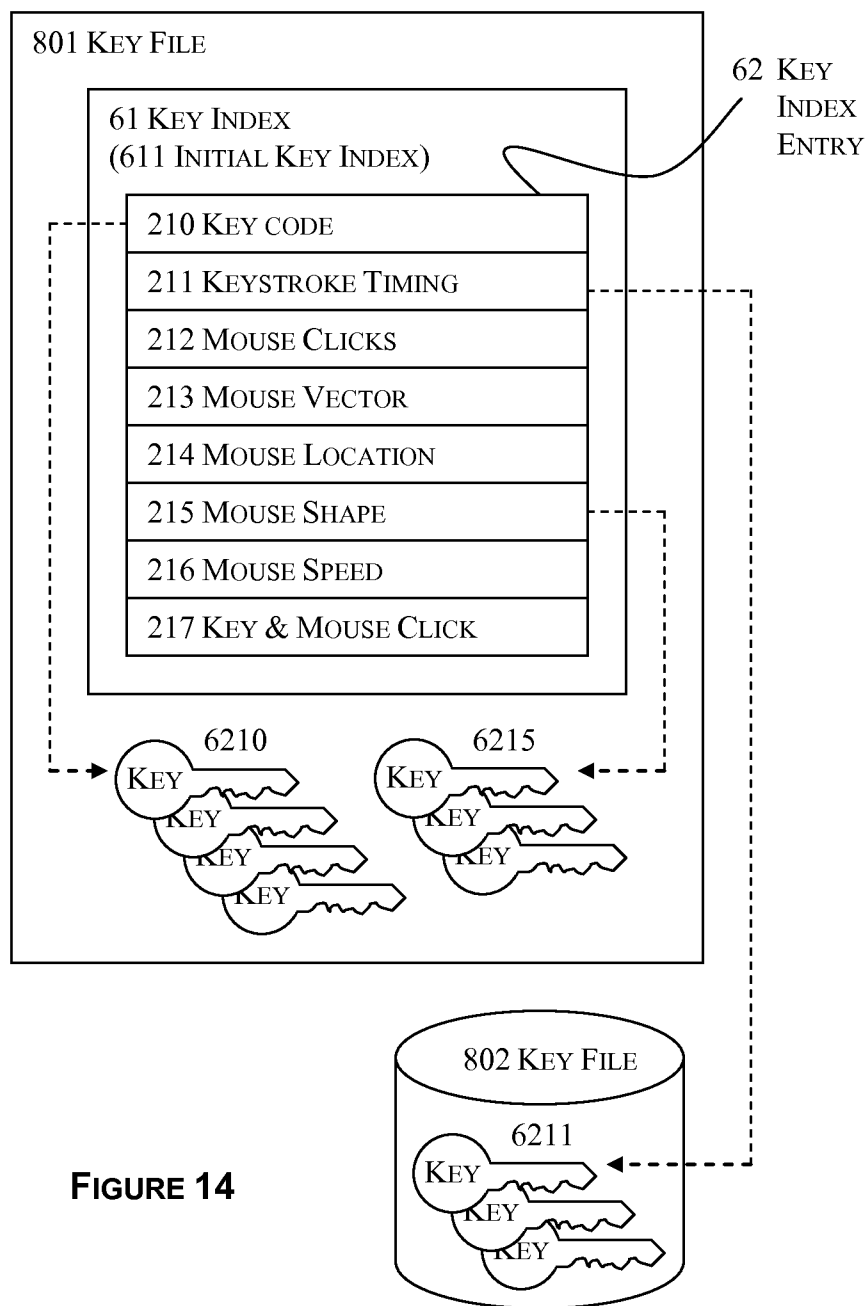 801 KEY FILE
62 KEY
INDEX
ENTRY
61 KEY INDEX
(611 INITIAL KEY INDEX)
210 KEY CODE
211 KEYSTROKE TIMING
212 MOUSE CLICKS
213 MOUSE VECTOR
214 MOUSE LOCATION
215 MOUSE SHAPE
216 MOUSE SPEED
217 KEY & MOUSE CLICK
6210
KEY
KEY
KEY
KEY
6215
KEY
KEY
KEY
802 KEY FILE
6211
KEY
KEY
KEY
FIGURE 14